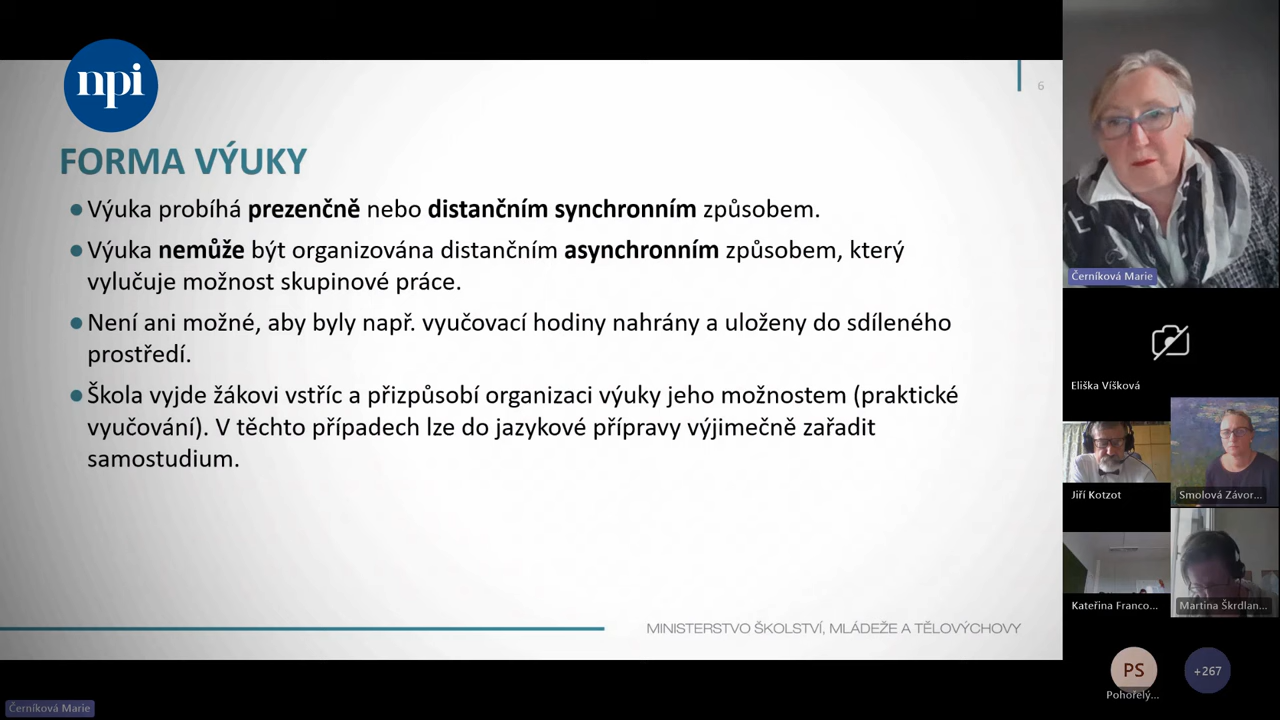 npi
6
FORMA VÝUKY
Výuka probíhá prezenčně nebo distančním synchronním způsobem.
Výuka nemůže být organizována distančním asynchronním způsobem, který
vylučuje možnost skupinové práce.
Není ani možné, aby byly např. vyučovací hodiny nahrány a uloženy do sdíleného
prostředí.
Škola vyjde žákovi vstříc a přizpůsobí organizaci výuky jeho možnostem (praktické
vyučování). V těchto případech lze do jazykové přípravy výjimečně zařadit
samostudium.
MINISTERSTVO ŠKOLSTVÍ, MLÁDEŽE A TĚLOVÝCHOVY
Černíková Marie
Černíková Marie
Eliška Víšková
Jiří Kotzot
Smolová Závor...
Kateřina Franco...
Martina Škrdlan...
PS
+267
Pohořelý...